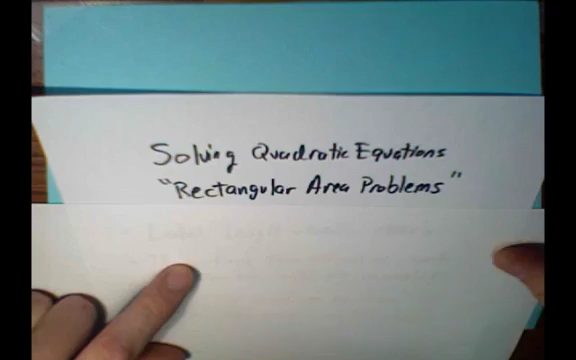 Solving Quadratic Equations
"Rectangular Area Problems"